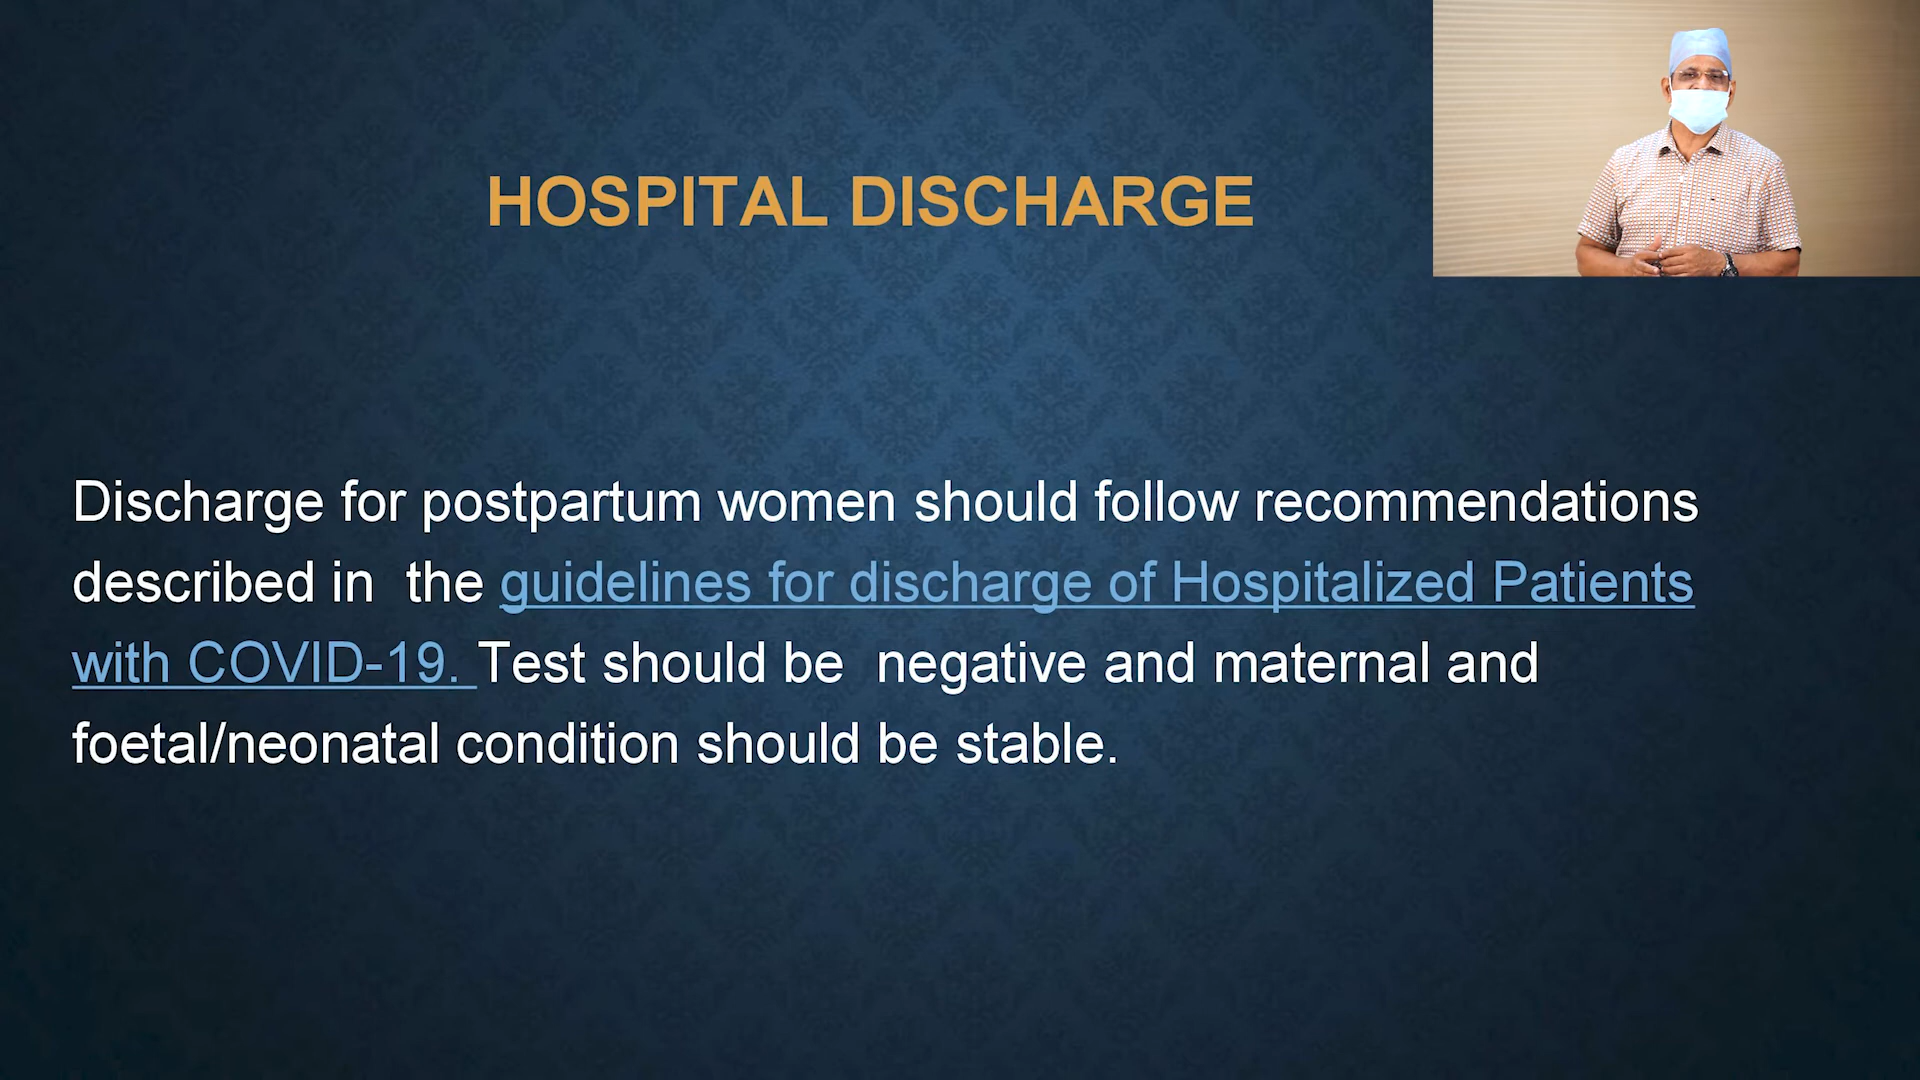 HOSPITAL DISCHARGE
Discharge for postpartum women should follow recommendations
described in  the guidelines for discharge of Hospitalized Patients
with COVID-19. Test should be  negative and maternal and
foetal/neonatal condition should be stable.